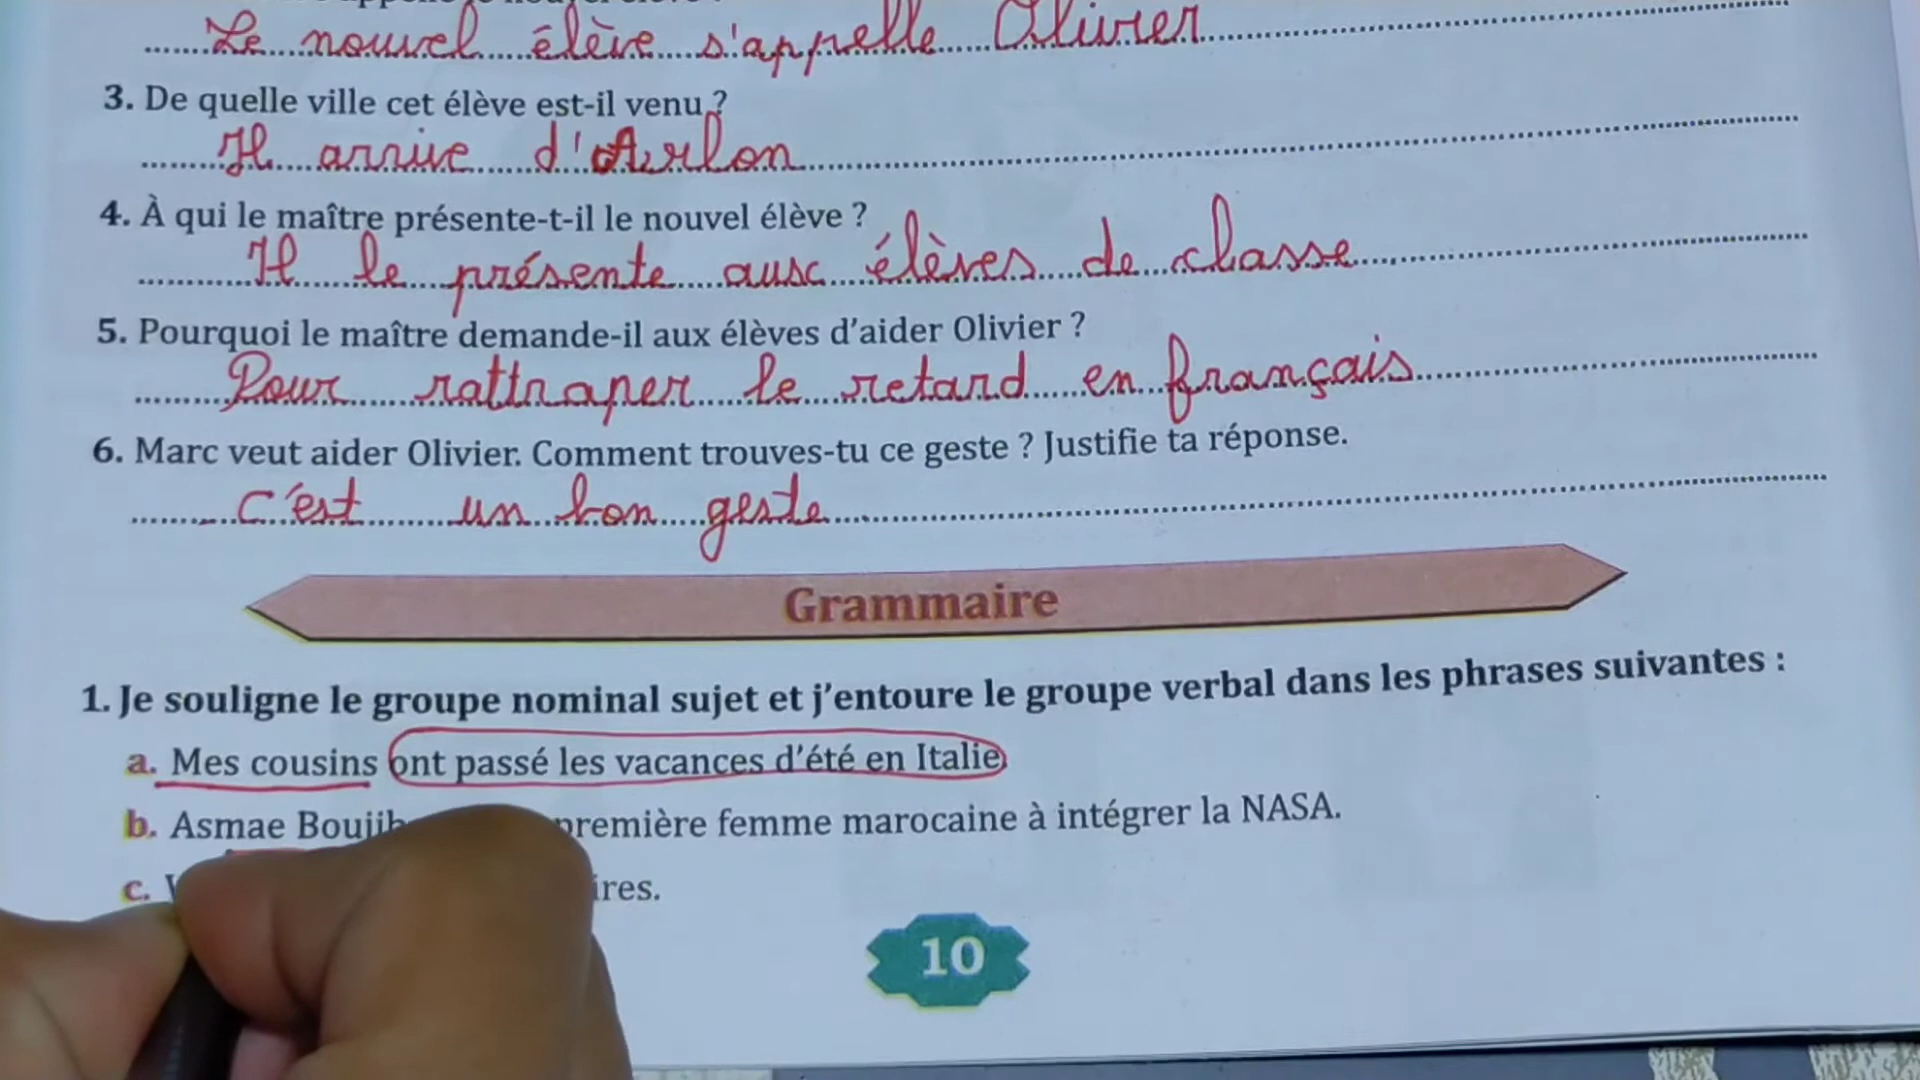 Le nouvel élève s'appelle Olivier
3. De quelle ville cet élève est-il venu ?
Il arrive d'Arlon
4. À qui le maître présente-t-il le nouvel élève ?
Il le présente aux élèves de classe
5. Pourquoi le maître demande-il aux élèves d'aider Olivier ?
Pour rattraper le retard en français
6. Marc veut aider Olivier. Comment trouves-tu ce geste ? Justifie ta réponse.
c'est un bon geste
Grammaire
1. Je souligne le groupe nominal sujet et j'entoure le groupe verbal dans les phrases suivantes :
a. Mes cousins ont passé les vacances d'été en Italie
b. Asmae première femme marocaine à intégrer la NASA.
c.
10